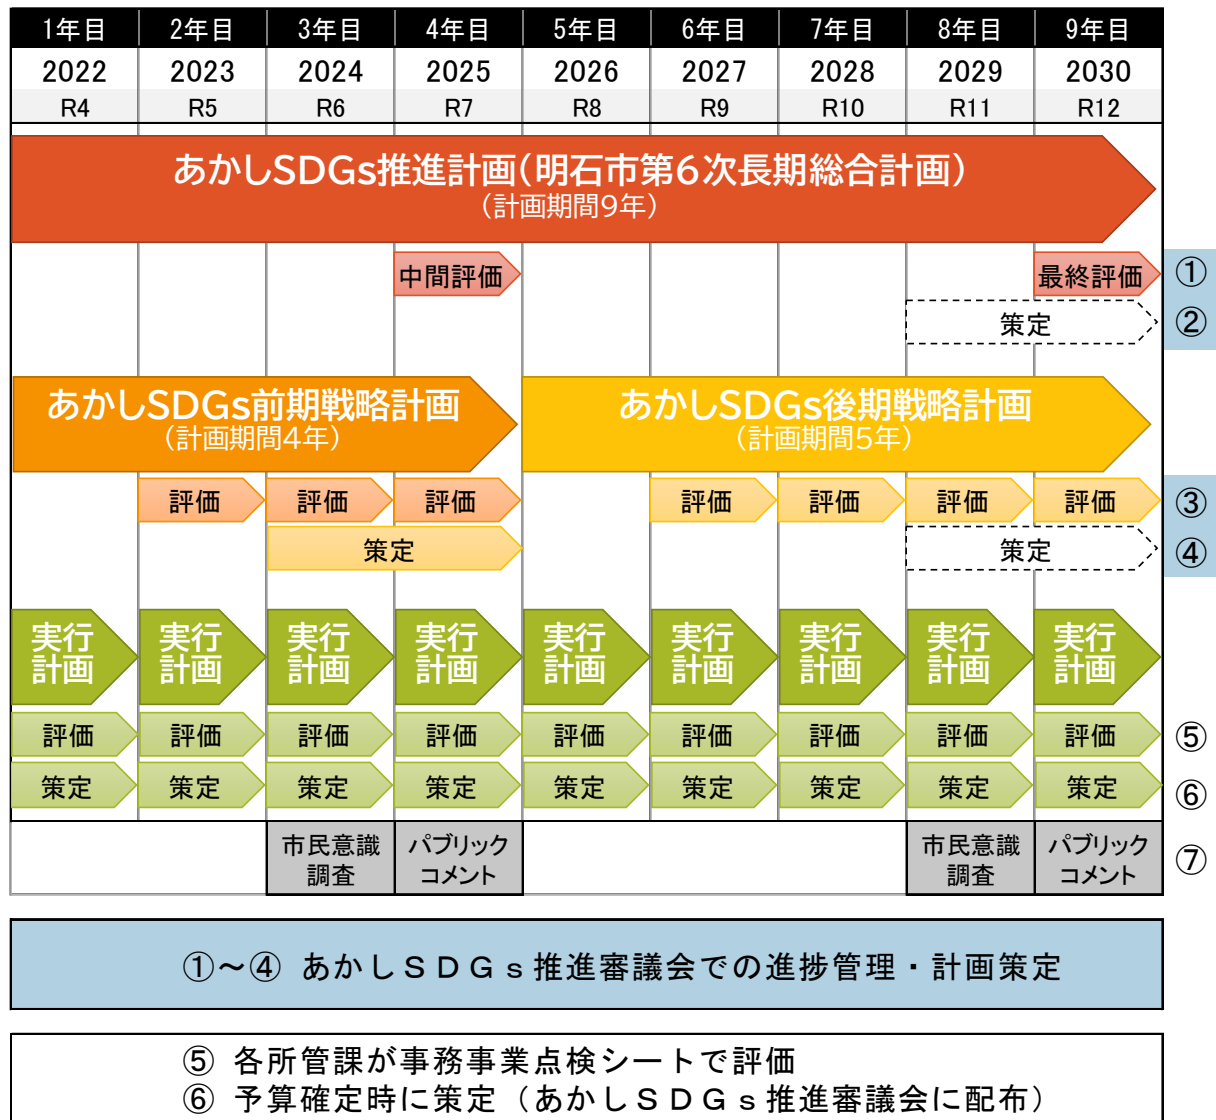 1年目 2年目 3年目 4年目 5年目 6年目 7年目 8年目 9年目
2022 2023 2024 2025 2026 2027 2028 2029 2030
R4 R5 R6 R7 R8 R9 R10 R11 R12
あかしSDGs推進計画（明石市第6次長期総合計画）
（計画期間9年）
中間評価 最終評価 ①
策定 ②
あかしSDGs前期戦略計画 あかしSDGs後期戦略計画
（計画期間4年） （計画期間5年）
評価 評価 評価 評価 評価 評価 評価 ③
策定 策定 ④
実行 実行 実行 実行 実行 実行 実行 実行 実行
計画 計画 計画 計画 計画 計画 計画 計画 計画
評価 評価 評価 評価 評価 評価 評価 評価 評価 ⑤
策定 策定 策定 策定 策定 策定 策定 策定 策定 ⑥
市民意識 パブリック 市民意識 パブリック ⑦
調査 コメント 調査 コメント
①～④ あかしＳＤＧｓ推進審議会での進捗管理・計画策定
⑤ 各所管課が事務事業点検シートで評価
⑥ 予算確定時に策定（あかしＳＤＧｓ推進審議会に配布）